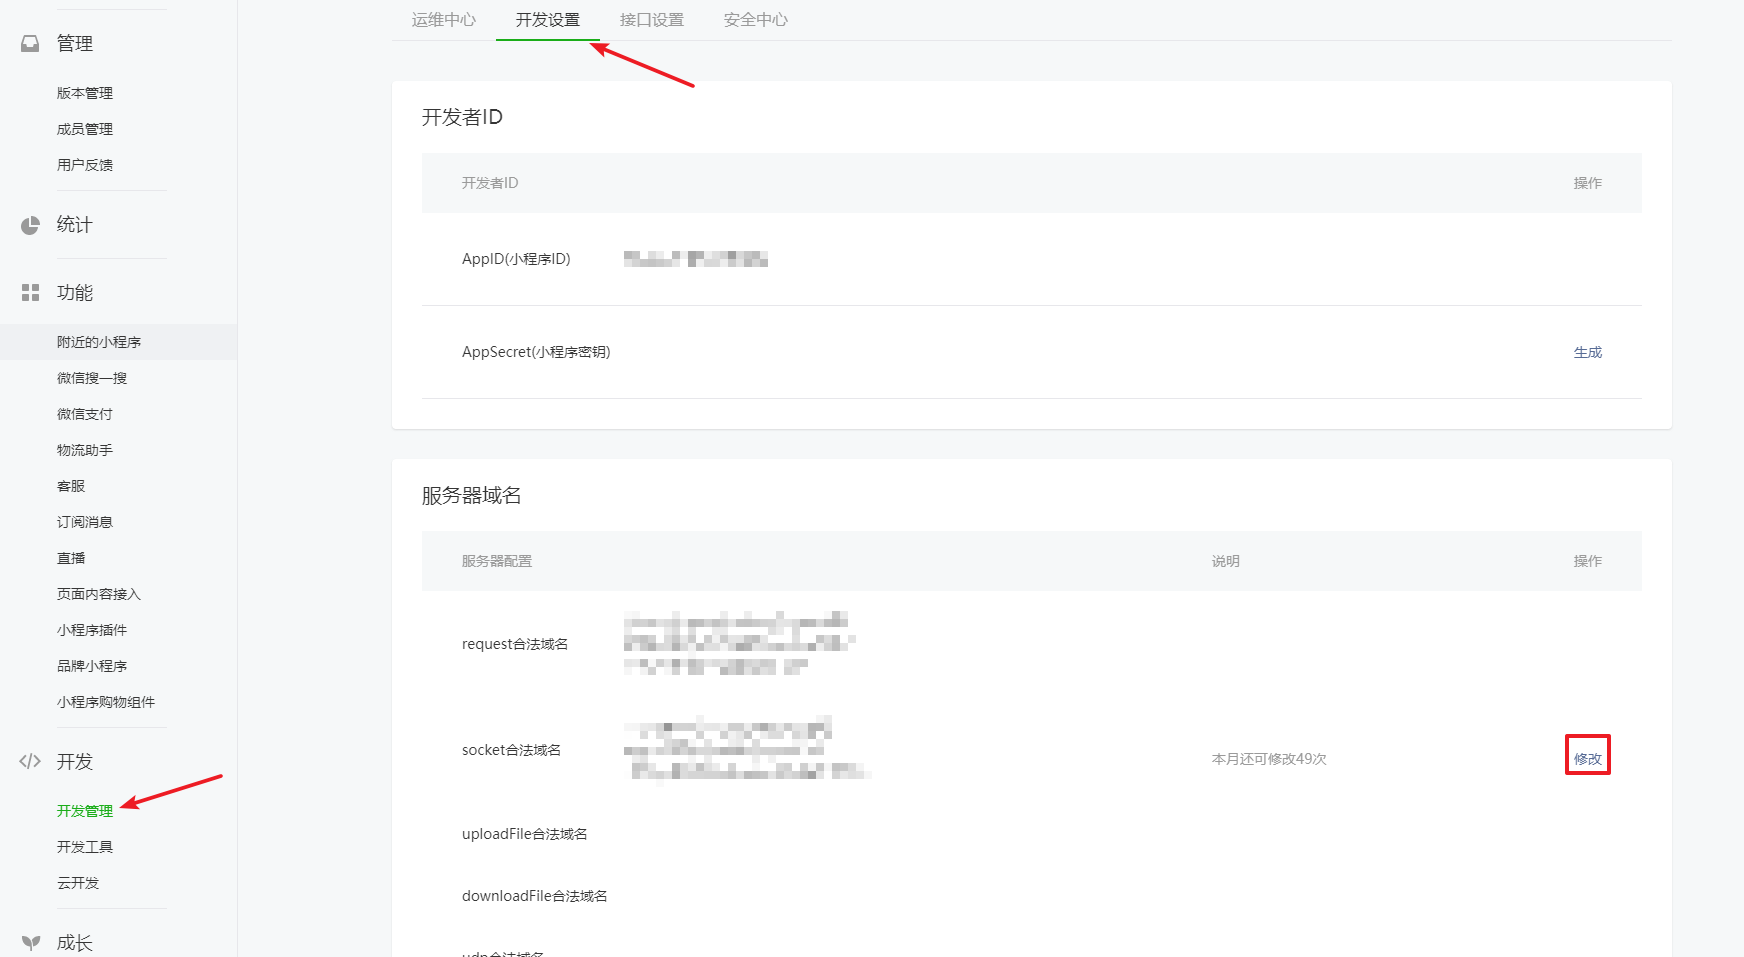 管理
版本管理
成员管理
用户反馈
统计
功能
附近的小程序
微信搜一搜
微信支付
物流助手
客服
订阅消息
直播
页面内容接入
小程序插件
品牌小程序
小程序购物组件
开发
开发管理
开发工具
云开发
成长
运维中心 开发设置 接口设置 安全中心
开发者ID
开发者ID 操作
AppID(小程序ID)
AppSecret(小程序密钥) 生成
服务器域名
服务器配置 说明 操作
request合法域名
socket合法域名 本月还可修改49次 修改
uploadFile合法域名
downloadFile合法域名
udp合法域名